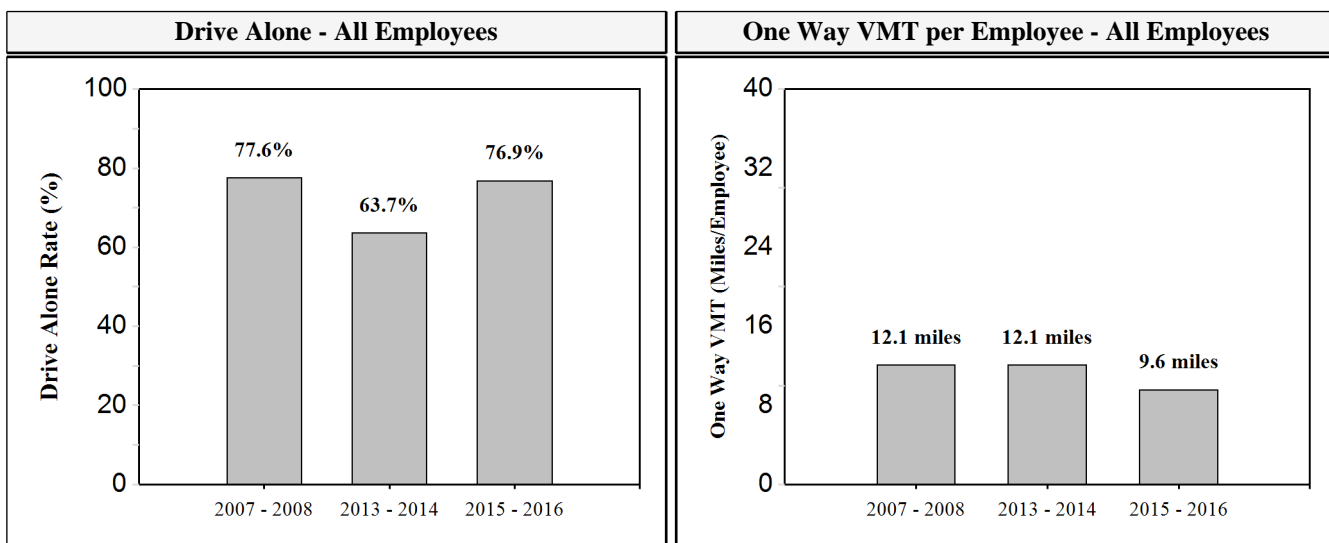 Drive Alone - All Employees
100
80
60
40
20
0
Drive Alone Rate (%)
77.6%
63.7%
76.9%
2007 - 2008 2013 - 2014 2015 - 2016
One Way VMT per Employee - All Employees
40
32
24
16
8
0
One Way VMT (Miles/Employee)
12.1 miles 12.1 miles
9.6 miles
2007 - 2008 2013 - 2014 2015 - 2016